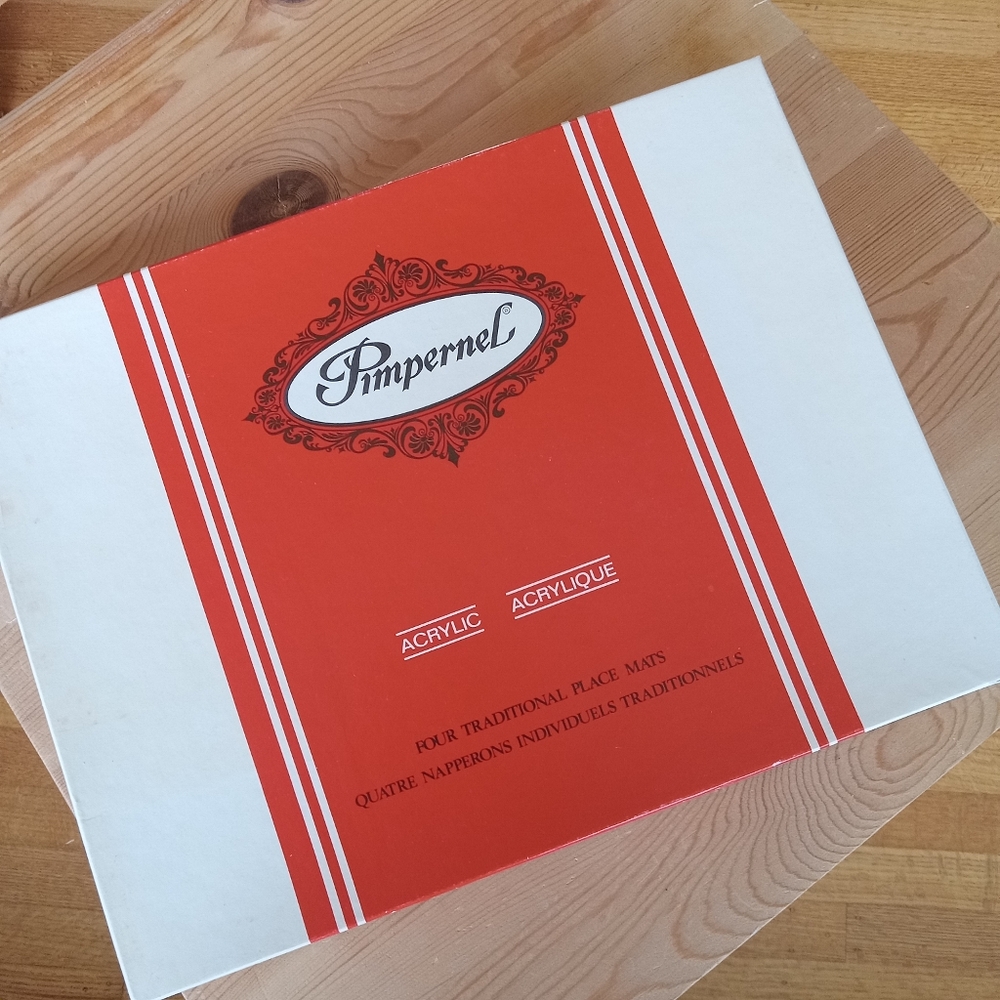 Pimpernel®
ACRYLIC ACRYLIQUE
FOUR TRADITIONAL PLACE MATS
QUATRE NAPPERONS INDIVIDUELS TRADITIONNELS